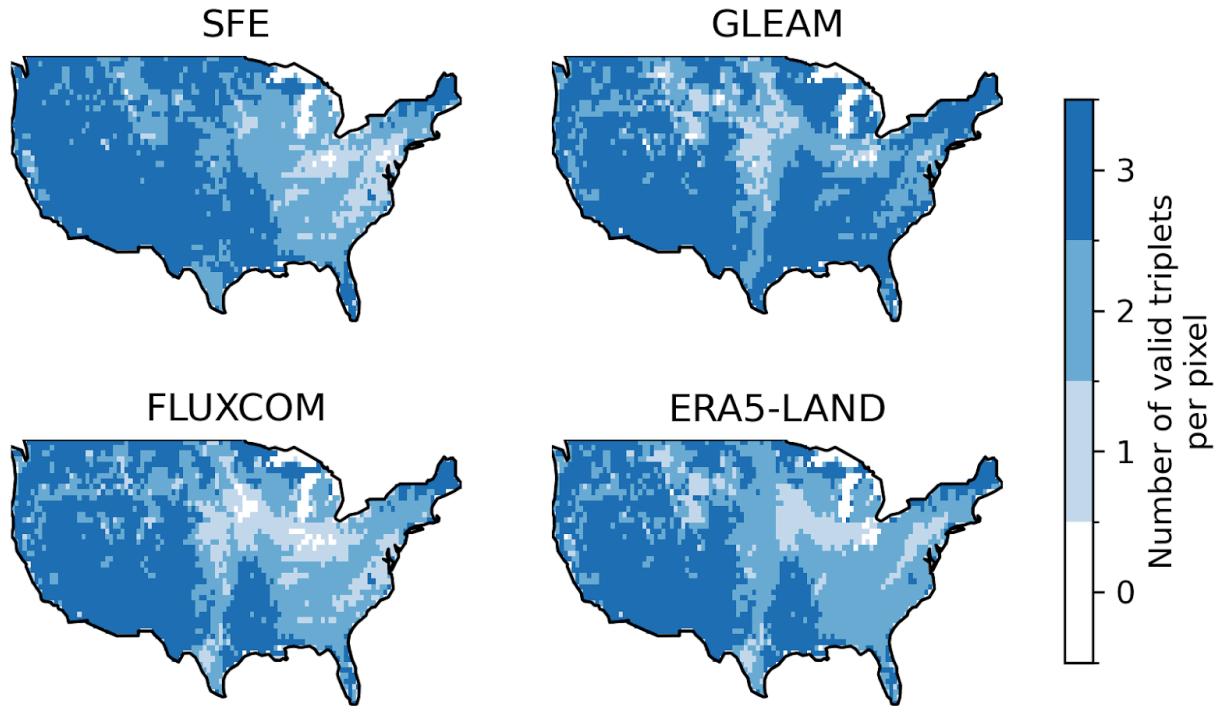 SFE
GLEAM
FLUXCOM
ERA5-LAND
3
2
1
0
Number of valid triplets
per pixel